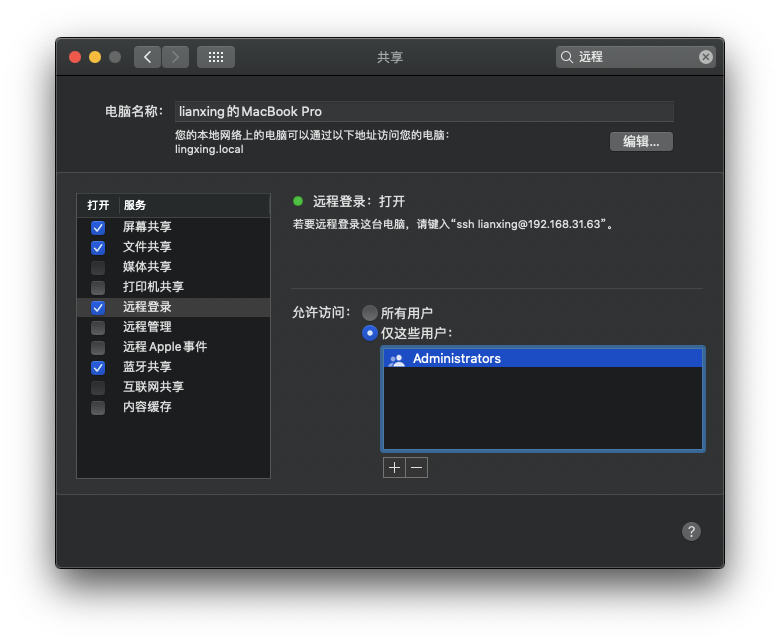 共享
远程
电脑名称：
lianxing的MacBook Pro
您的本地网络上的电脑可以通过以下地址访问您的电脑：
lingxing.local
编辑...
打开 服务
屏幕共享
文件共享
媒体共享
打印机共享
远程登录
远程管理
远程Apple事件
蓝牙共享
互联网共享
内容缓存
远程登录：打开
若要远程登录这台电脑，请键入“ssh lianxing@192.168.31.63”。
允许访问：
所有用户
仅这些用户：
Administrators
?